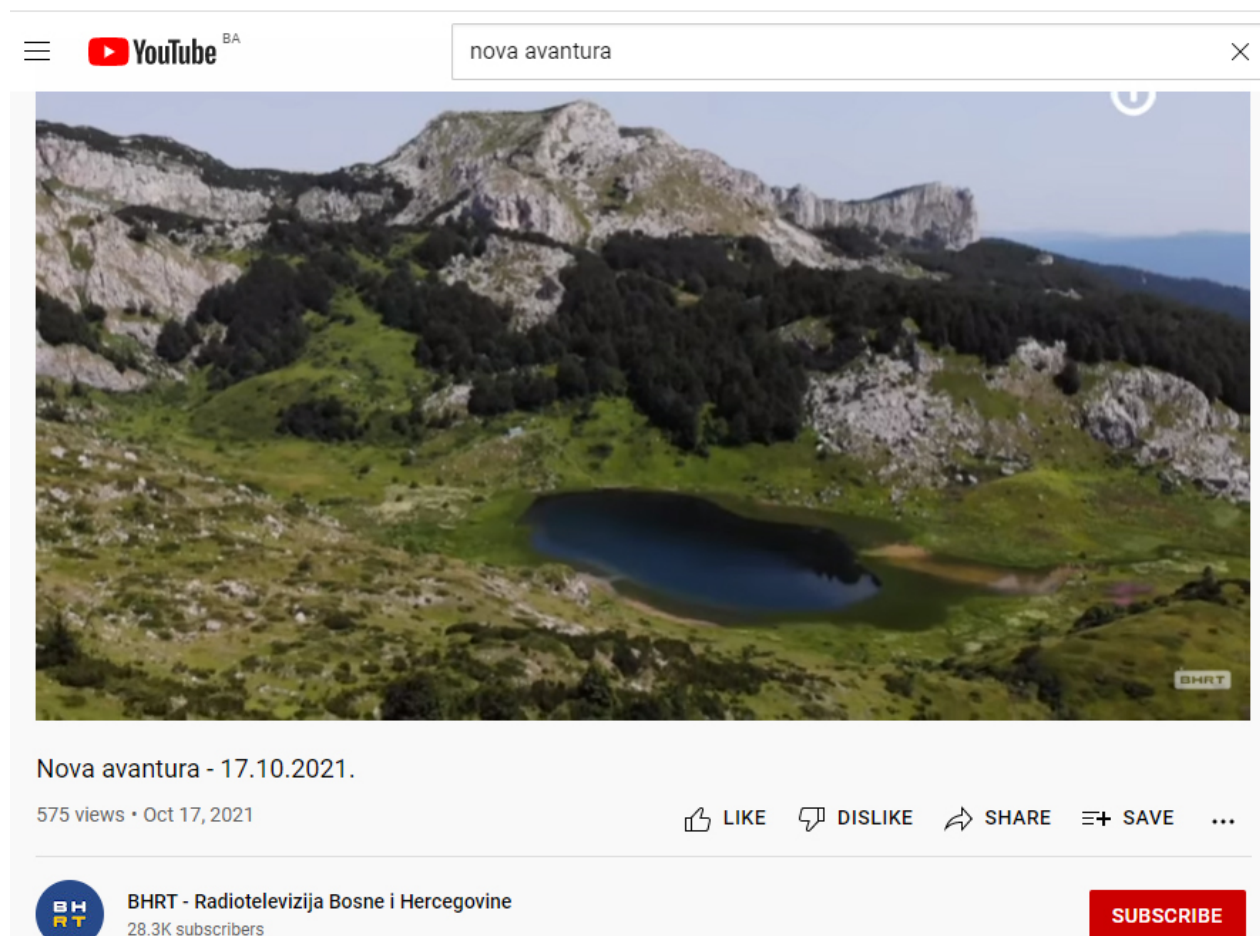 YouTube BA
nova avantura
BHRT
Nova avantura - 17.10.2021.
575 views • Oct 17, 2021
LIKE DISLIKE SHARE SAVE
BH
RT
BHRT - Radiotelevizija Bosne i Hercegovine
28.3K subscribers
SUBSCRIBE